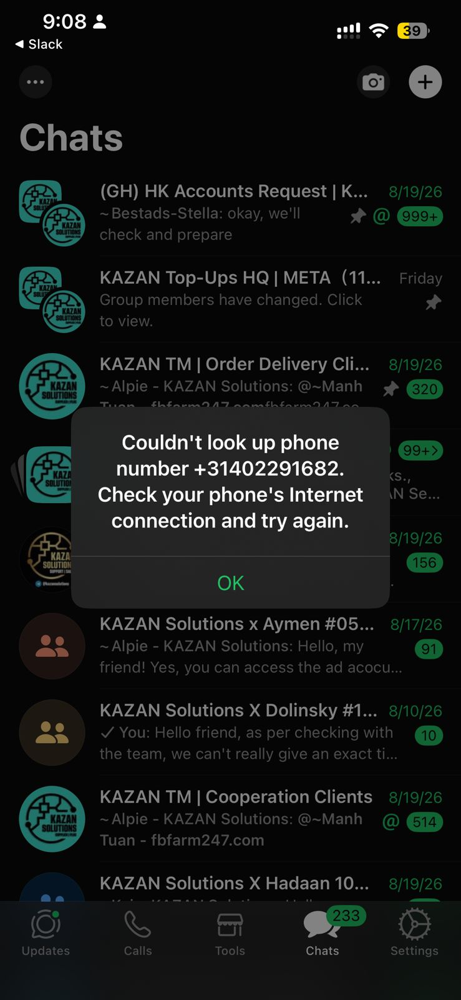 9:08
39
◀ Slack
Chats
(GH) HK Accounts Request | K...
8/19/26
~ Bestads-Stella: okay, we'll
check and prepare
@
999+
KAZAN Top-Ups HQ | META（11...
Friday
Group members have changed. Click
to view.
KAZAN TM | Order Delivery Cli...
8/19/26
~ Alpie - KAZAN Solutions: @~Manh
320
Tuan - fbfarm247.comfbfarm247.co
Couldn't look up phone
number +31402291682.
Check your phone's Internet
connection and try again.
OK
99+>
ks.,
N Se...
8/19/26
156
KAZAN
SOLUTIONS
KAZAN Solutions x Aymen #05...
8/17/26
~ Alpie - KAZAN Solutions: Hello, my
friend! Yes, you can access the ad acocu...
91
KAZAN Solutions X Dolinsky #1...
8/10/26
✓ You: Hello friend, as per checking with
the team, we can't really give an exact ti...
10
KAZAN TM | Cooperation Clients
8/19/26
~ Alpie - KAZAN Solutions: @~Manh
Tuan - fbfarm247.com
@
514
KAZAN Solutions X Hadaan 10...
8/19/26
233
Updates
Calls
Tools
Chats
Settings